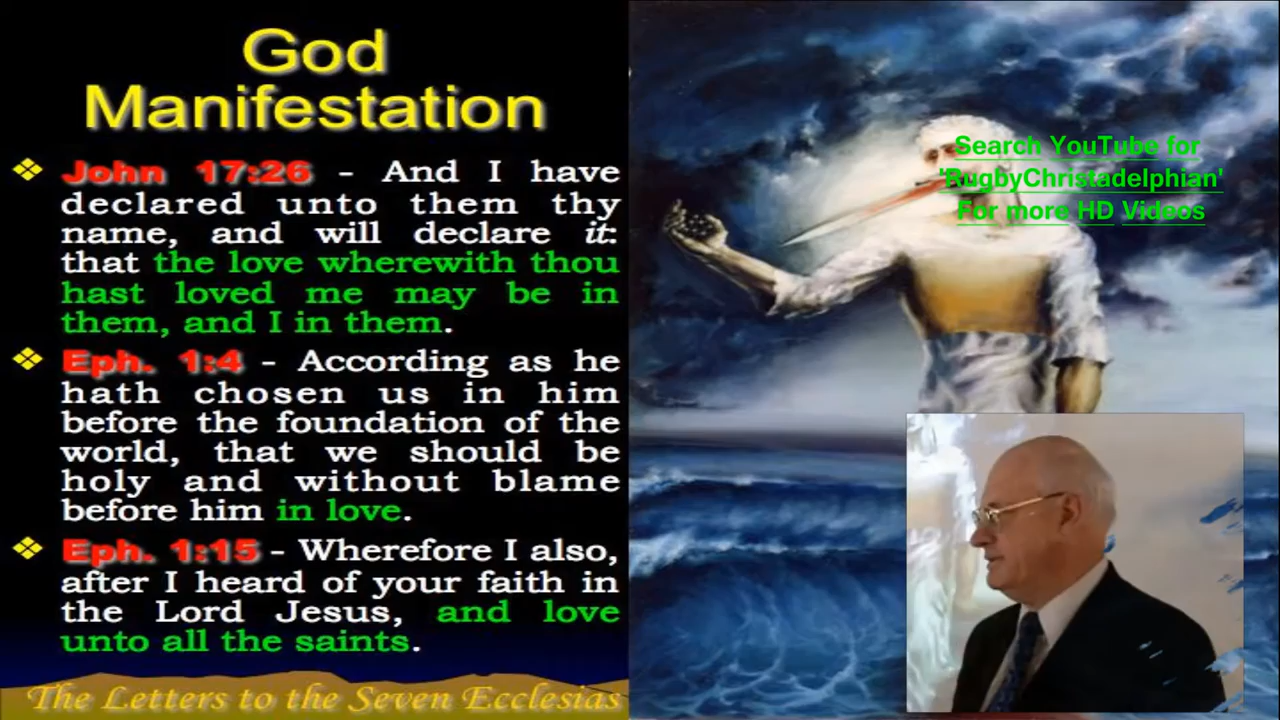 God
Manifestation
❖ John 17:26 - And I have
declared unto them thy
name, and will declare it:
that the love wherewith thou
hast loved me may be in
them, and I in them.
❖ Eph. 1:4 - According as he
hath chosen us in him
before the foundation of the
world, that we should be
holy and without blame
before him in love.
❖ Eph. 1:15 - Wherefore I also,
after I heard of your faith in
the Lord Jesus, and love
unto all the saints.
The Letters to the Seven Ecclesias
Search YouTube for
'RugbyChristadelphian'
For more HD Videos